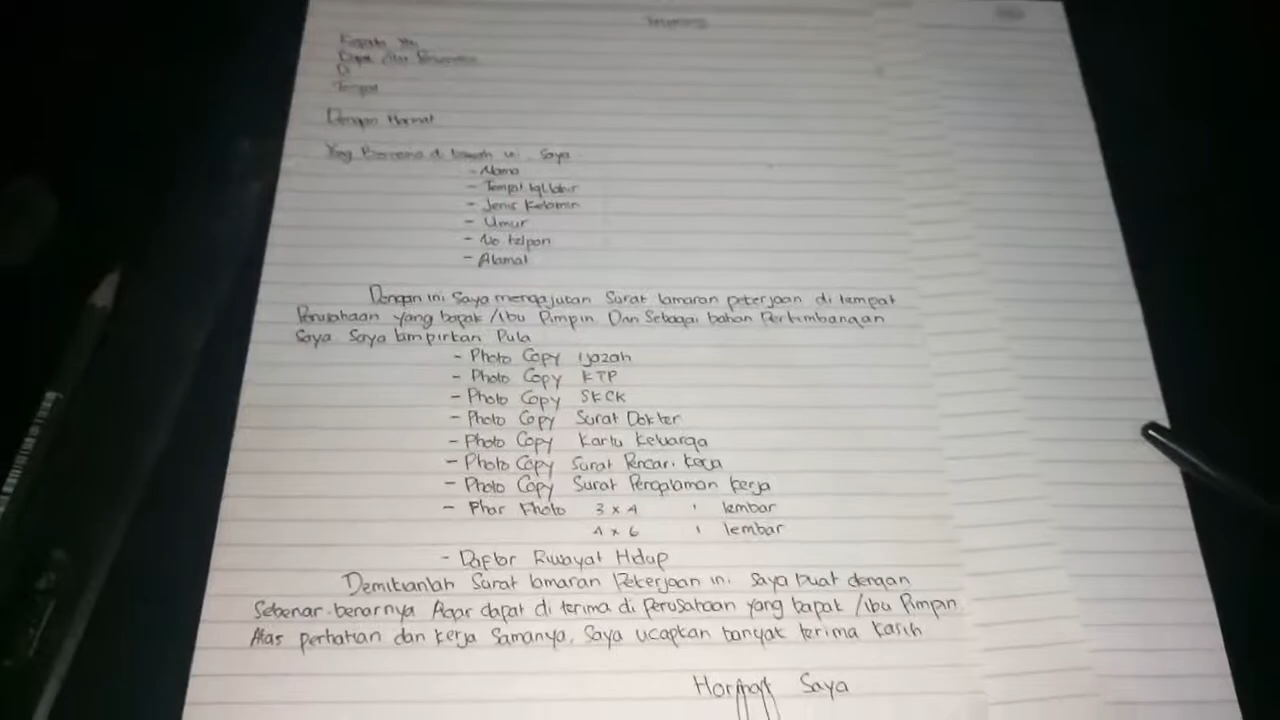 Dengan Hormat
Yang Bernama di bawah ini Saya
- Nama
- Tempat tgl lahir
- Jenis Kelamin
- Umur
- No telpon
- Alamat
Dengan ini Saya mengajukan Surat lamaran pekerjaan di tempat
Perusahaan yang bapak /ibu Pimpin Dan Sebagai bahan Pertimbangan
Saya Saya lampirkan Pula
- Photo Copy Ijazah
- Photo Copy KTP
- Photo Copy SKCK
- Photo Copy Surat Dokter
- Photo Copy Kartu Keluarga
- Photo Copy Surat Pencari Kerja
- Photo Copy Surat Pengalaman Kerja
- Phas Photo 3 x 4 1 lembar
4 x 6 1 lembar
- Daftar Riwayat Hidup
Demikianlah Surat lamaran Pekerjaan ini Saya buat dengan
Sebenar-benarnya Agar dapat di terima di perusahaan yang bapak /ibu Pimpin
Atas perhatian dan Kerja Samanya, Saya ucapkan banyak terima Kasih
Hormat Saya